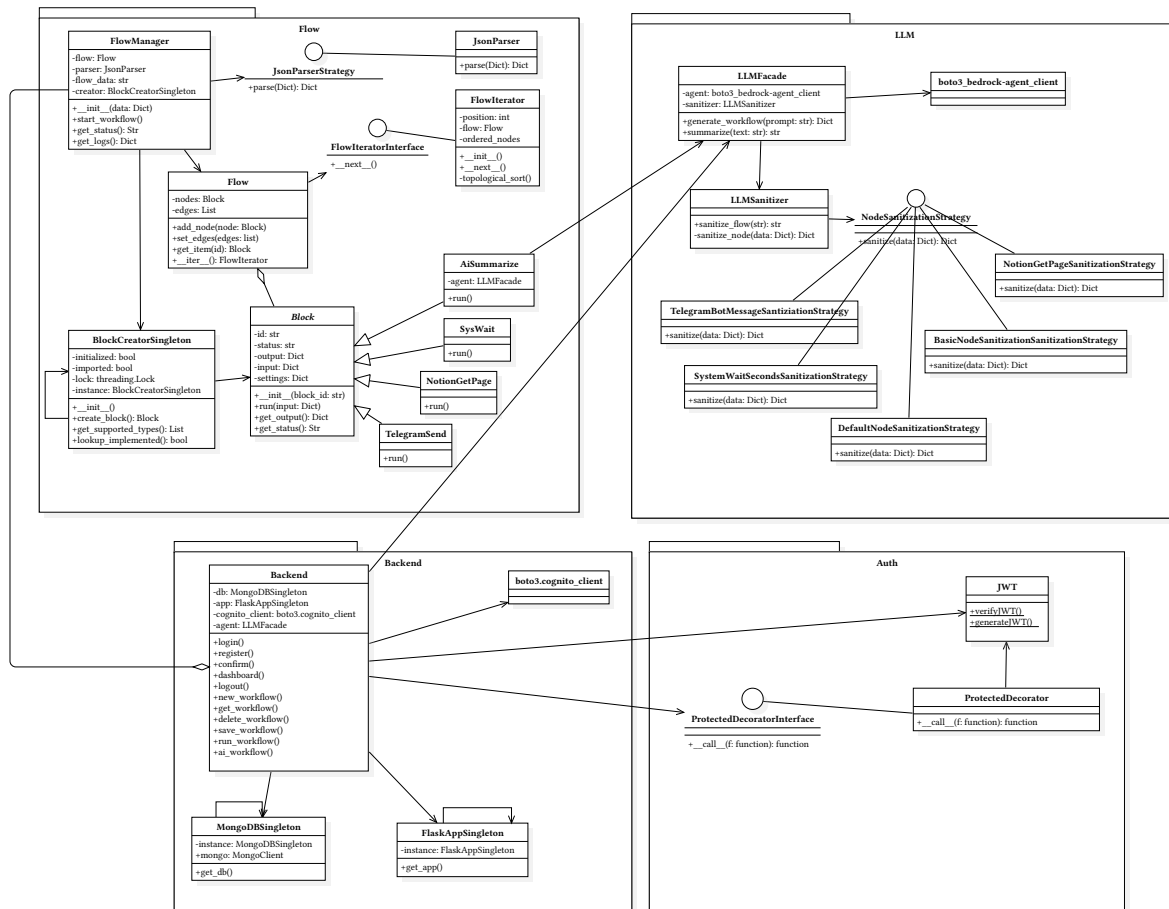 Flow
FlowManager
-flow: Flow
-parser: JsonParser
-flow_data: str
-creator: BlockCreatorSingleton
+__init__(data: Dict)
+start_workflow()
+get_status(): Str
+get_logs(): Dict
JsonParserStrategy
+parse(Dict): Dict
JsonParser
+parse(Dict): Dict
FlowIteratorInterface
+__next__()
FlowIterator
-position: int
-flow: Flow
-ordered_nodes
+__init__()
+__next__()
-topological_sort()
Flow
-nodes: Block
-edges: List
+add_node(node: Block)
+set_edges(edges: list)
+get_item(id): Block
+__iter__(): FlowIterator
AiSummarize
-agent: LLMFacade
+run()
Block
-id: str
-status: str
-output: Dict
-input: Dict
-settings: Dict
+__init__(block_id: str)
+run(input: Dict)
+get_output(): Dict
+get_status(): Str
SysWait
+run()
NotionGetPage
+run()
TelegramSend
+run()
BlockCreatorSingleton
-initialized: bool
-imported: bool
-lock: threading.Lock
-instance: BlockCreatorSingleton
+__init__()
+create_block(): Block
+get_supported_types(): List
+lookup_implemented(): bool
LLM
LLMFacade
-agent: boto3_bedrock-agent_client
-sanitizer: LLMSanitizer
+generate_workflow(prompt: str): Dict
+summarize(text: str): str
boto3_bedrock-agent_client
LLMSanitizer
+sanitize_flow(str): str
-sanitize_node(data: Dict): Dict
NodeSanitizationStrategy
+sanitize(data: Dict): Dict
NotionGetPageSanitizationStrategy
+sanitize(data: Dict): Dict
TelegramBotMessageSantiziationStrategy
+sanitize(data: Dict): Dict
BasicNodeSanitizationSanitizationStrategy
+sanitize(data: Dict): Dict
SystemWaitSecondsSanitizationStrategy
+sanitize(data: Dict): Dict
DefaultNodeSanitizationStrategy
+sanitize(data: Dict): Dict
Backend
Backend
-db: MongoDBSingleton
-app: FlaskAppSingleton
-cognito_client: boto3.cognito_client
-agent: LLMFacade
+login()
+register()
+confirm()
+dashboard()
+logout()
+new_workflow()
+get_workflow()
+delete_workflow()
+save_workflow()
+run_workflow()
+ai_workflow()
boto3.cognito_client
MongoDBSingleton
-instance: MongoDBSingleton
+mongo: MongoClient
+get_db()
FlaskAppSingleton
-instance: FlaskAppSingleton
+get_app()
Auth
JWT
+verifyJWT()
+generateJWT()
ProtectedDecoratorInterface
+__call__(f: function): function
ProtectedDecorator
+__call__(f: function): function